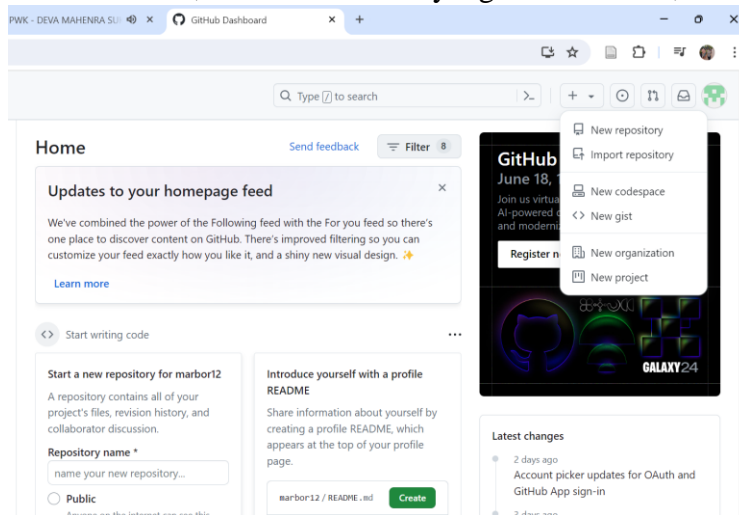 PWK - DEVA MAHENRA SU
GitHub Dashboard
Type / to search
Home
Send feedback
Filter 8
Updates to your homepage feed
We've combined the power of the Following feed with the For you feed so there's
one place to discover content on GitHub. There's improved filtering so you can
customize your feed exactly how you like it, and a shiny new visual design. ✨
Learn more
Start writing code
Start a new repository for marbor12
A repository contains all of your
project's files, revision history, and
collaborator discussion.
Repository name *
name your new repository...
Public
Introduce yourself with a profile
README
Share information about yourself by
creating a profile README, which
appears at the top of your profile
page.
marbor12 / README.md
Create
New repository
Import repository
New codespace
New gist
New organization
New project
GitHub
June 18, 
Join us virtua
AI-powered
and moderni
Register n
GALAXY24
Latest changes
2 days ago
Account picker updates for OAuth and
GitHub App sign-in